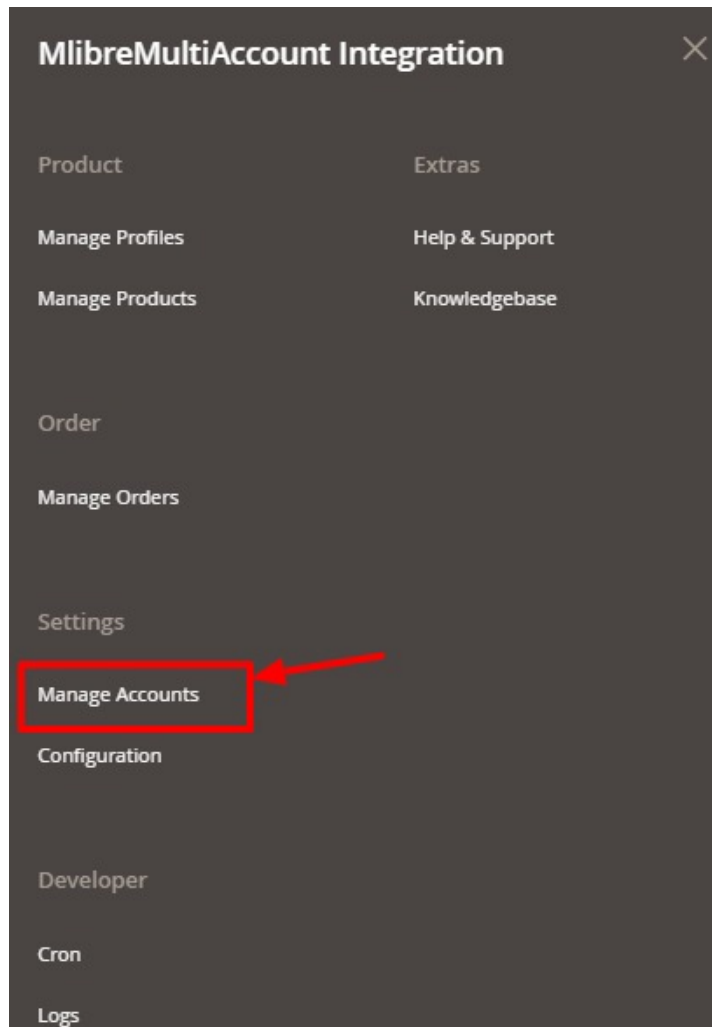 MlibreMultiAccount Integration
Product
Manage Profiles
Manage Products
Extras
Help & Support
Knowledgebase
Order
Manage Orders
Settings
Manage Accounts
Configuration
Developer
Cron
Logs